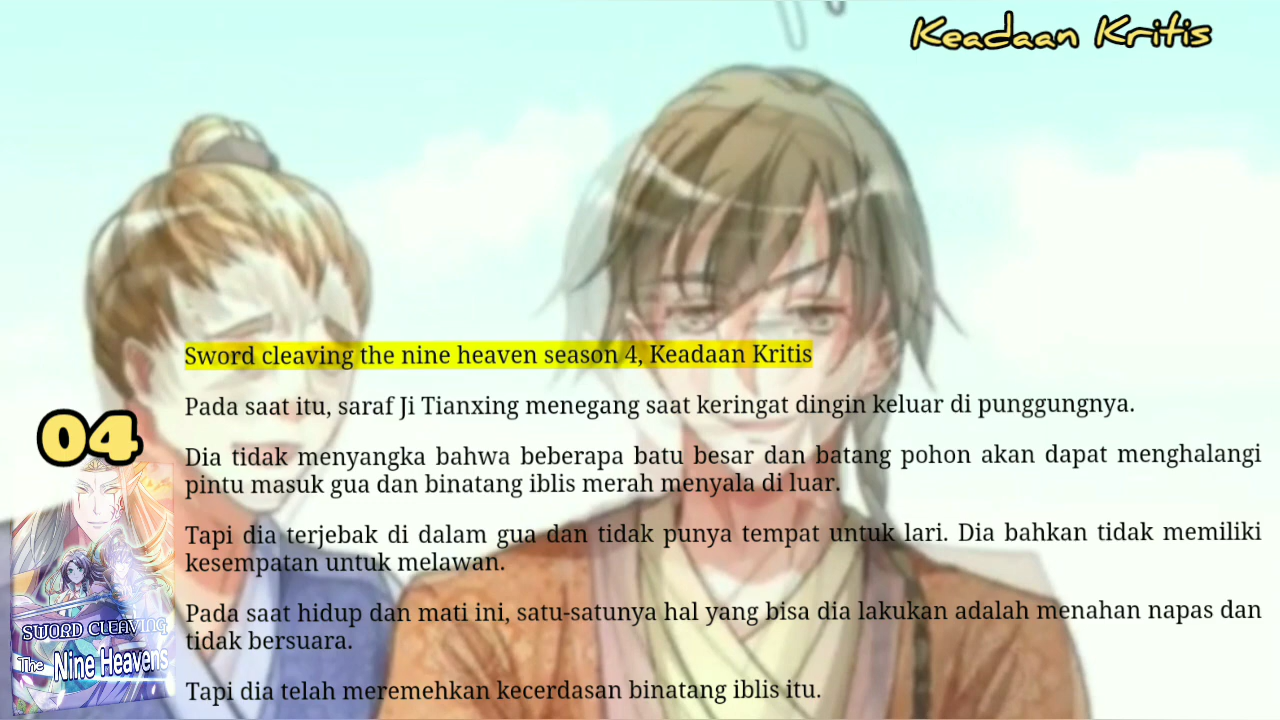 Keadaan Kritis
Sword cleaving the nine heaven season 4, Keadaan Kritis
Pada saat itu, saraf Ji Tianxing menegang saat keringat dingin keluar di punggungnya.
Dia tidak menyangka bahwa beberapa batu besar dan batang pohon akan dapat menghalangi
pintu masuk gua dan binatang iblis merah menyala di luar.
Tapi dia terjebak di dalam gua dan tidak punya tempat untuk lari. Dia bahkan tidak memiliki
kesempatan untuk melawan.
Pada saat hidup dan mati ini, satu-satunya hal yang bisa dia lakukan adalah menahan napas dan
tidak bersuara.
Tapi dia telah meremehkan kecerdasan binatang iblis itu.
04
SWORD CLEAVING
The Nine Heavens